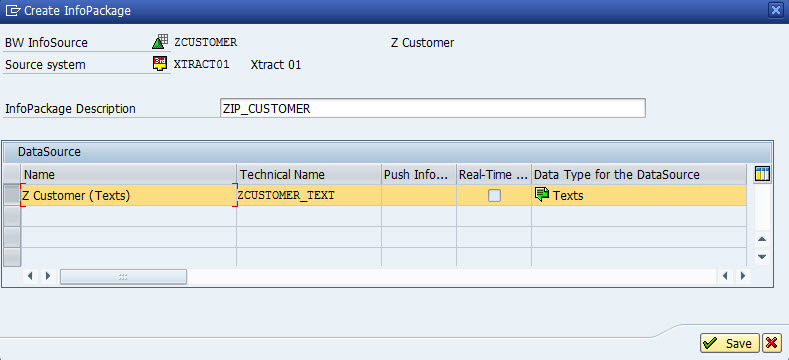 Create InfoPackage
BW InfoSource ZCUSTOMER Z Customer
Source system 3rd XTRACT01 Xtract 01
InfoPackage Description ZIP_CUSTOMER
DataSource
Name Technical Name Push Info... Real-Time ... Data Type for the DataSource
Z Customer (Texts) ZCUSTOMER_TEXT Texts
Save